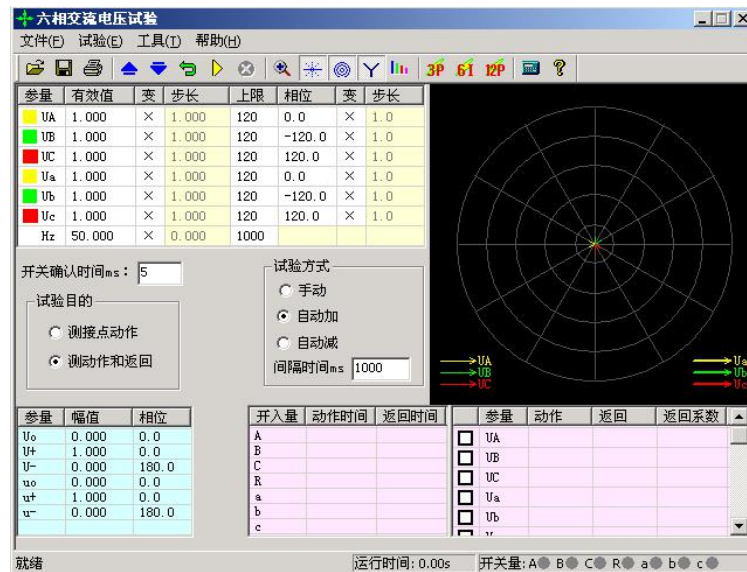 六相交流电压试验
文件(F) 试验(E) 工具(T) 帮助(H)
3P 6I 12P ?
参量 有效值 变 步长 上限 相位 变 步长
UA 1.000 × 1.000 120 0.0 × 1.0
UB 1.000 × 1.000 120 -120.0 × 1.0
UC 1.000 × 1.000 120 120.0 × 1.0
Ua 1.000 × 1.000 120 0.0 × 1.0
Ub 1.000 × 1.000 120 -120.0 × 1.0
Uc 1.000 × 1.000 120 120.0 × 1.0
Hz 50.000 × 0.000 1000
开关确认时间ms: 5
试验目的
测接点动作
测动作和返回
试验方式
手动
自动加
自动减
间隔时间ms 1000
UA
UB
UC
Ua
Ub
Uc
参量 幅值 相位
Uo 0.000 0.0
U+ 1.000 0.0
U- 0.000 180.0
uo 0.000 0.0
u+ 1.000 0.0
u- 0.000 180.0
开入量 动作时间 返回时间
A
B
C
R
a
b
c
参量 动作 返回 返回系数
UA
UB
UC
Ua
Ub
就绪 运行时间: 0.00s 开关量: A B C R a b c